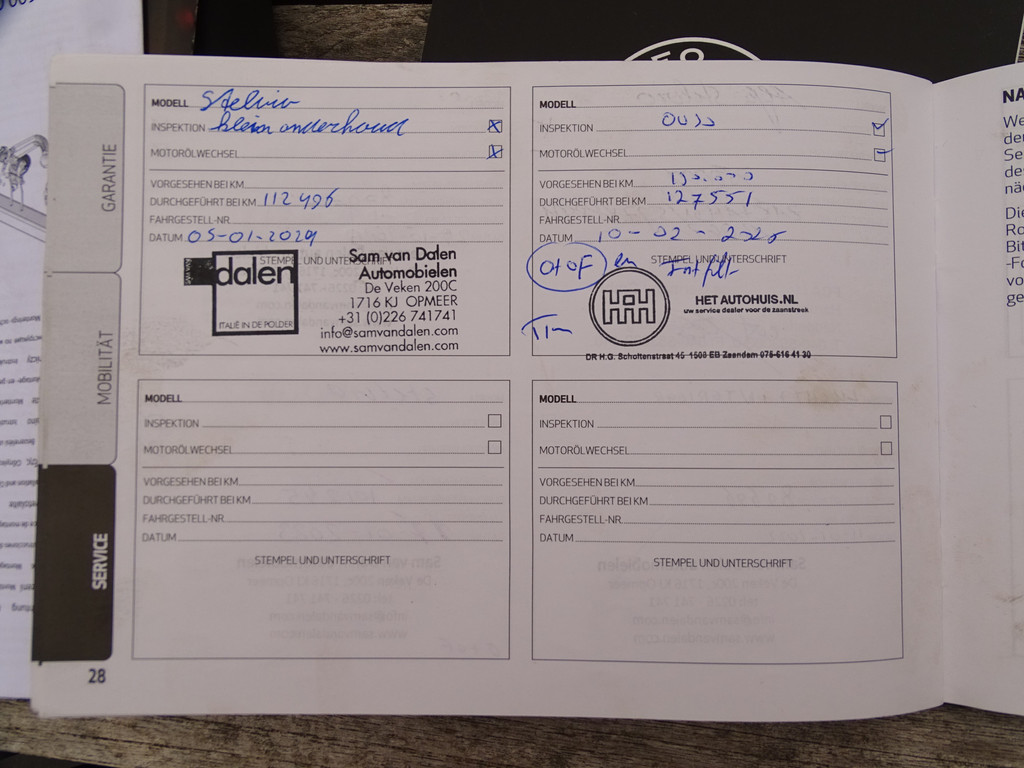 GARANTIE
MOBILITÄT
SERVICE
MODELL Stelvio
INSPEKTION klein onderhoud
MOTORÖLWECHSEL
VORGESEHEN BEI KM
DURCHGEFÜHRT BEI KM 112496
FAHRGESTELL-NR.
DATUM 05-01-2024
STEMPEL UND UNTERSCHRIFT
dalen
ITALIË IN DE POLDER
Sam van Dalen
Automobielen
De Veken 200C
1716 KJ OPMEER
+31 (0)226 741741
info@samvandalen.com
www.samvandalen.com
MODELL
INSPEKTION
MOTORÖLWECHSEL
VORGESEHEN BEI KM
DURCHGEFÜHRT BEI KM 127551
FAHRGESTELL-NR.
DATUM 10-02-
STEMPEL UND UNTERSCHRIFT
en
HET AUTOHUIS.NL
uw service dealer voor de zaanstreek
Tim
DR H.G. Scholtenstraat 45 1508 EB Zaandam 075-616 41 30
MODELL
INSPEKTION
MOTORÖLWECHSEL
VORGESEHEN BEI KM
DURCHGEFÜHRT BEI KM
FAHRGESTELL-NR.
DATUM
STEMPEL UND UNTERSCHRIFT
MODELL
INSPEKTION
MOTORÖLWECHSEL
VORGESEHEN BEI KM
DURCHGEFÜHRT BEI KM
FAHRGESTELL-NR.
DATUM
STEMPEL UND UNTERSCHRIFT
28